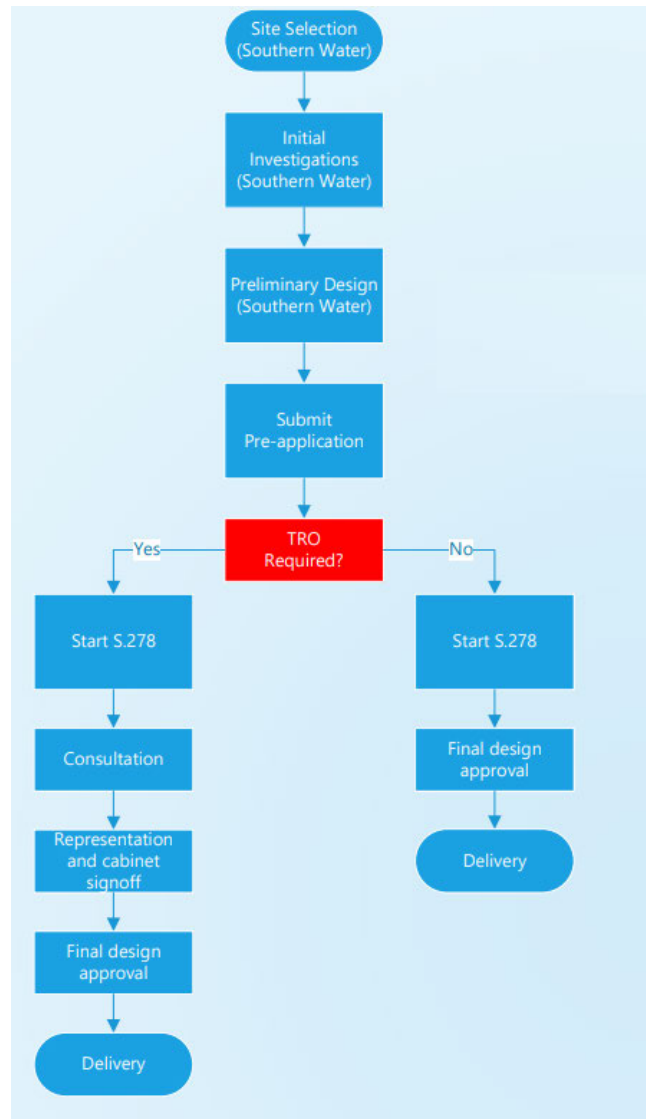 Site Selection
(Southern Water)
Initial
Investigations
(Southern Water)
Preliminary Design
(Southern Water)
Submit
Pre-application
TRO
Required?
Yes
No
Start S.278
Start S.278
Consultation
Final design
approval
Representation
and cabinet
signoff
Delivery
Final design
approval
Delivery